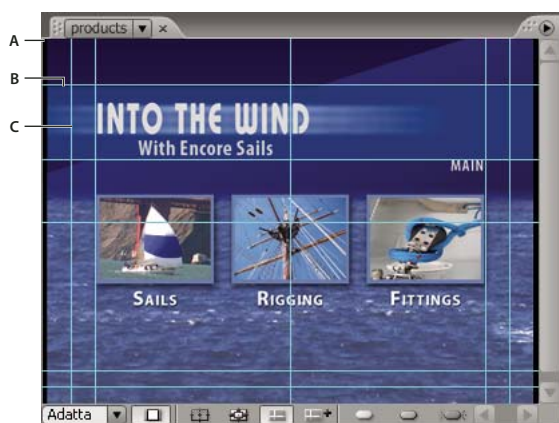 products
A
B
C
INTO THE WIND
With Encore Sails
MAIN
SAILS
RIGGING
FITTINGS
Adatta